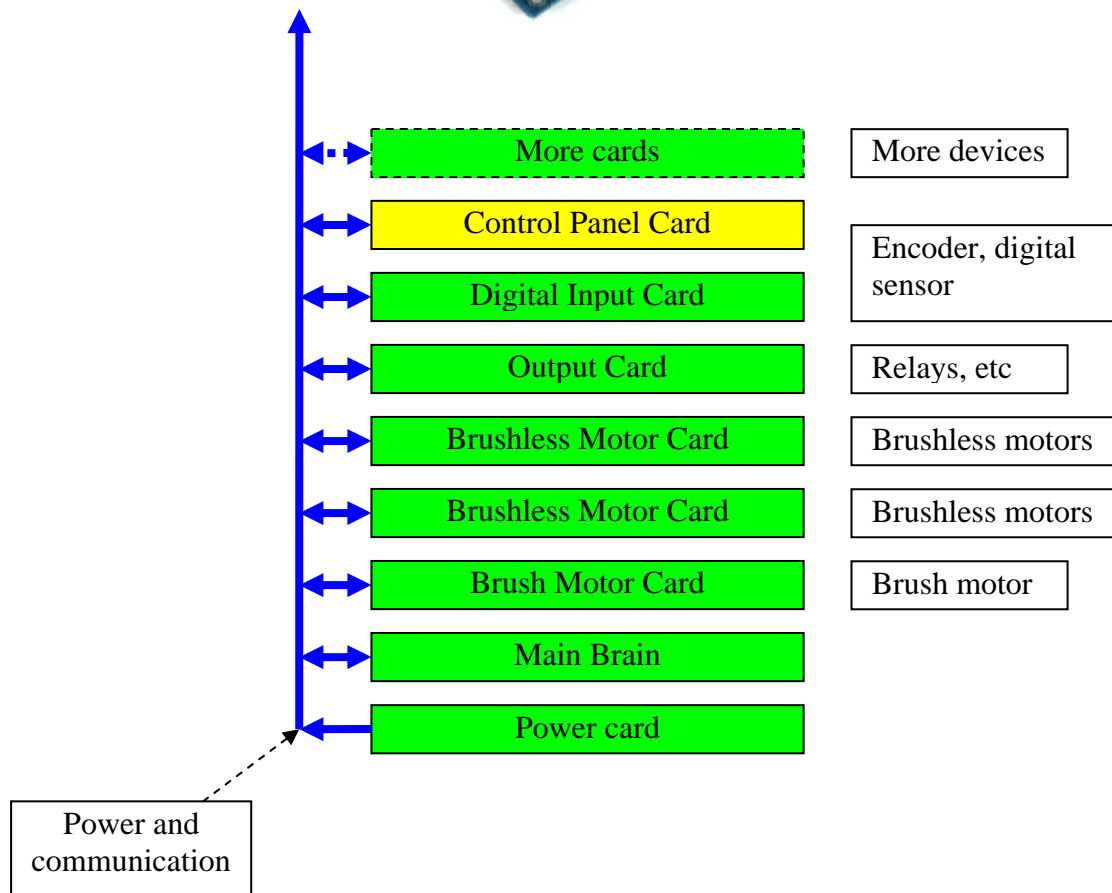 More cards
More devices
Control Panel Card
Encoder, digital
sensor
Digital Input Card
Output Card
Relays, etc
Brushless Motor Card
Brushless motors
Brushless Motor Card
Brushless motors
Brush Motor Card
Brush motor
Main Brain
Power card
Power and
communication